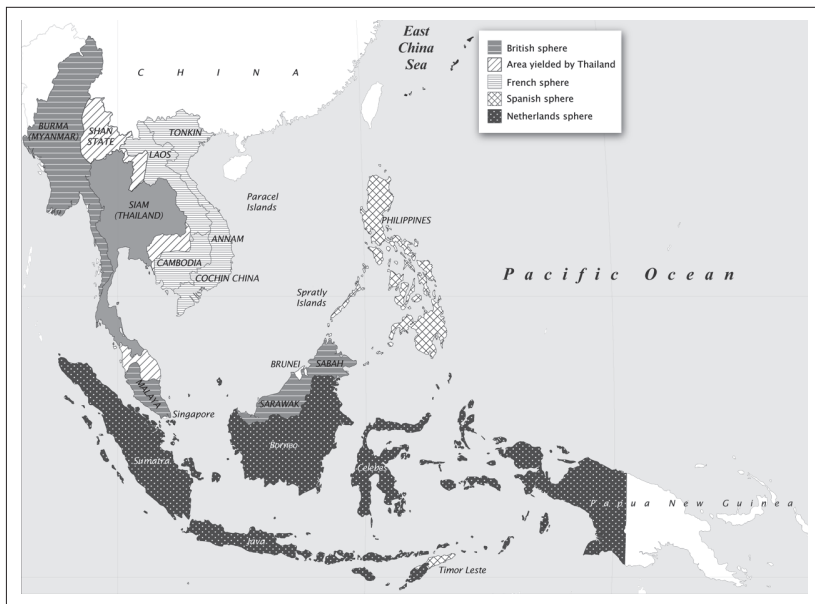 East
China
Sea
British sphere
Area yielded by Thailand
French sphere
Spanish sphere
Netherlands sphere
C H I N A
BURMA
(MYANMAR)
SHAN
STATE
TONKIN
LAOS
SIAM
(THAILAND)
Paracel
Islands
PHILIPPINES
ANNAM
CAMBODIA
COCHIN CHINA
Pacific Ocean
Spratly
Islands
BRUNEI
SABAH
MALAYA
SARAWAK
Singapore
Borneo
Sumatra
Celebes
Papua New Guinea
Java
Timor Leste